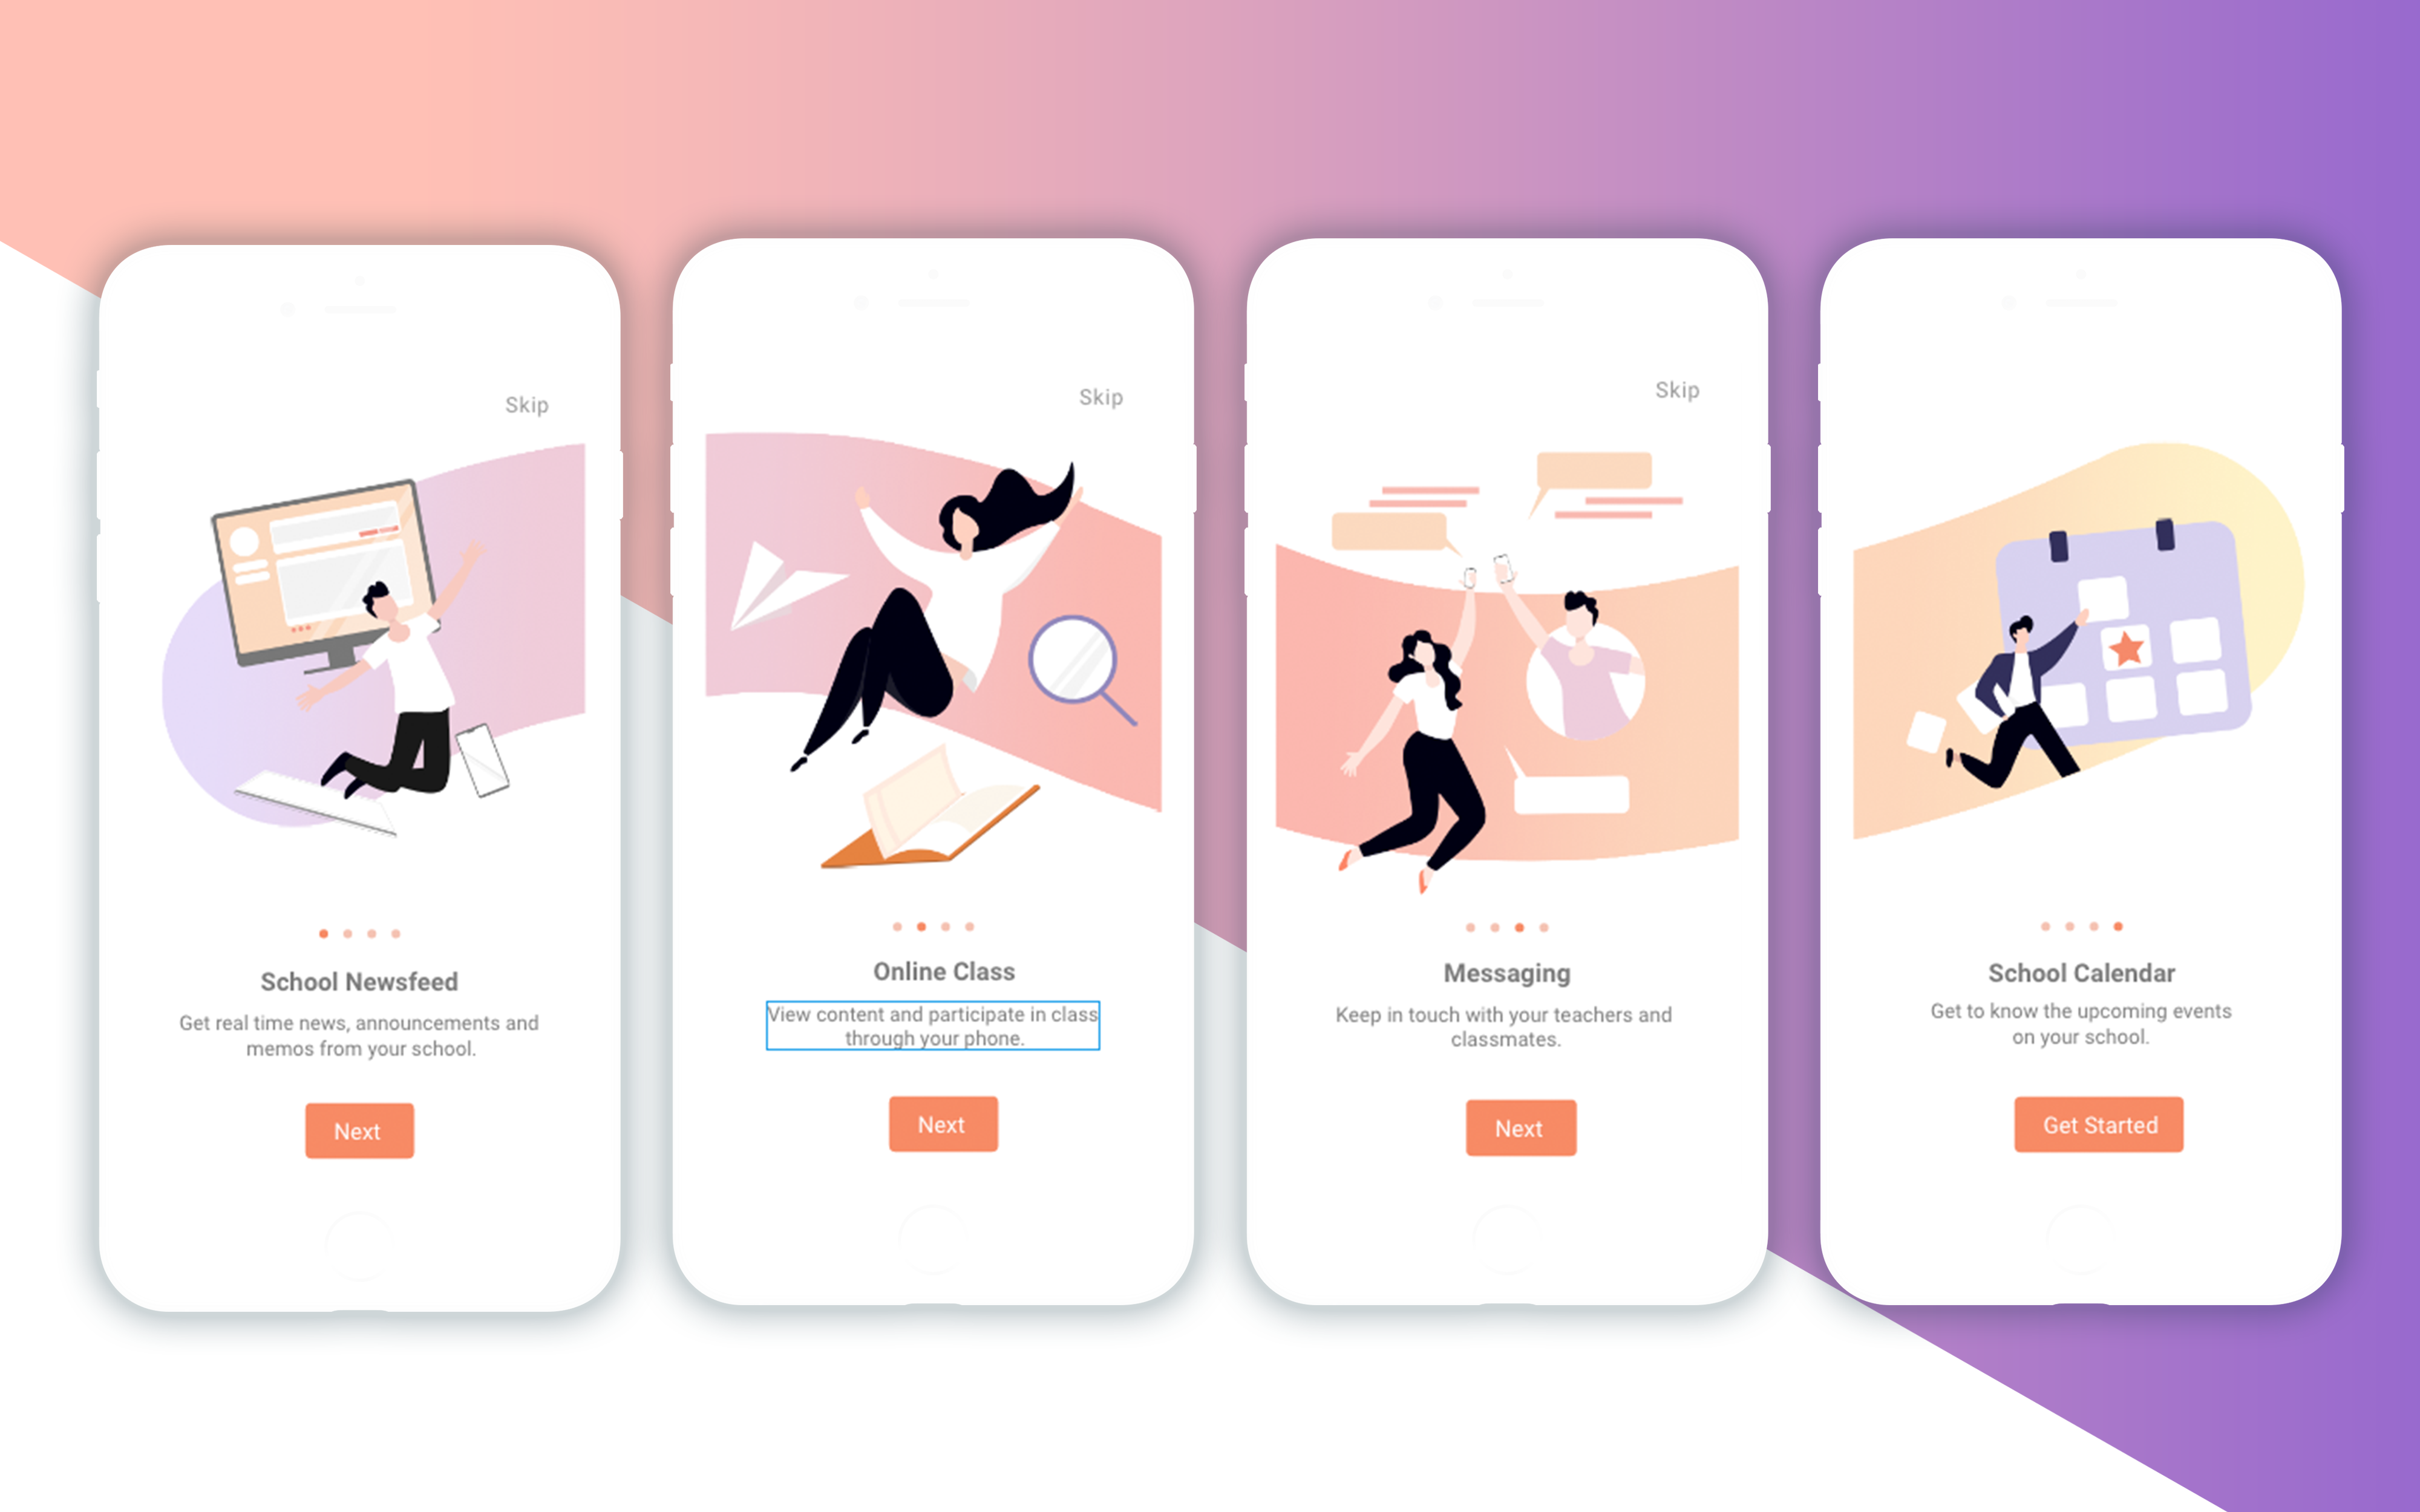 Skip
School Newsfeed
Get real time news, announcements and
memos from your school.
Next
Skip
Online Class
View content and participate in class
through your phone.
Next
Skip
Messaging
Keep in touch with your teachers and
classmates.
Next
School Calendar
Get to know the upcoming events
on your school.
Get Started